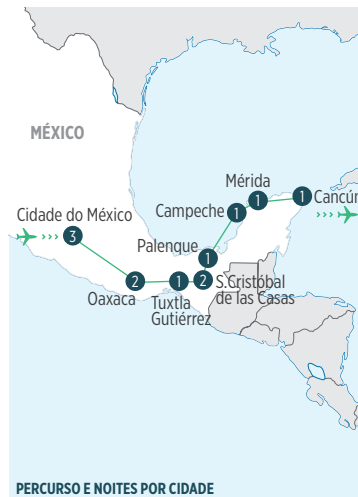 MÉXICO
Mérida
1
1
Cancún
Campeche
1
Cidade do México
3
Palenque
1
2
Oaxaca
1
Tuxtla
Gutiérrez
2
S.Cristóbal
de las Casas
PERCURSO E NOITES POR CIDADE